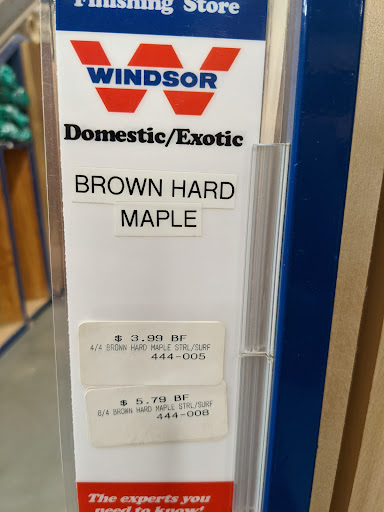 Finishing Store
WINDSOR
Domestic/Exotic
BROWN HARD
MAPLE
$ 3.99 BF
4/4 BROWN HARD MAPLE STRL/SURF
444-005
$ 5.79 BF
8/4 BROWN HARD MAPLE STRL/SURF
444-008
The experts you
need to know!